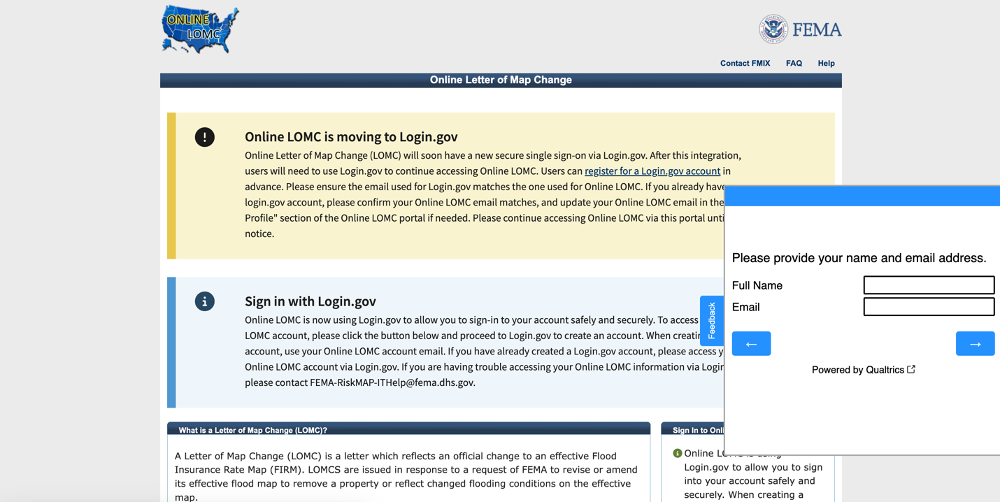 ONLINE
LOMC
FEMA
Contact FMIX FAQ Help
Online Letter of Map Change
Online LOMC is moving to Login.gov
Online Letter of Map Change (LOMC) will soon have a new secure single sign-on via Login.gov. After this integration,
users will need to use Login.gov to continue accessing Online LOMC. Users can register for a Login.gov account in
advance. Please ensure the email used for Login.gov matches the one used for Online LOMC. If you already have
login.gov account, please confirm your Online LOMC email matches, and update your Online LOMC email in the
Profile" section of the Online LOMC portal if needed. Please continue accessing Online LOMC via this portal
notice.
Sign in with Login.gov
Online LOMC is now using Login.gov to allow you to sign-in to your account safely and securely. To access
LOMC account, please click the button below and proceed to Login.gov to create an account. When
account, use your Online LOMC account email. If you have already created a Login.gov account, please access
Online LOMC account via Login.gov. If you are having trouble accessing your Online LOMC information via
please contact FEMA-RiskMAP-ITHelp@fema.dhs.gov.
Feedback
Please provide your name and email address.
Full Name
Email
← →
Powered by Qualtrics
What is a Letter of Map Change (LOMC)?
A Letter of Map Change (LOMC) is a letter which reflects an official change to an effective Flood
Insurance Rate Map (FIRM). LOMCS are issued in response to a request of FEMA to revise or amend
its effective flood map to remove a property or reflect changed flooding conditions on the effective
map.
Sign In to
Online
Login.gov to allow you to sign
into your account safely and
securely. When creating a